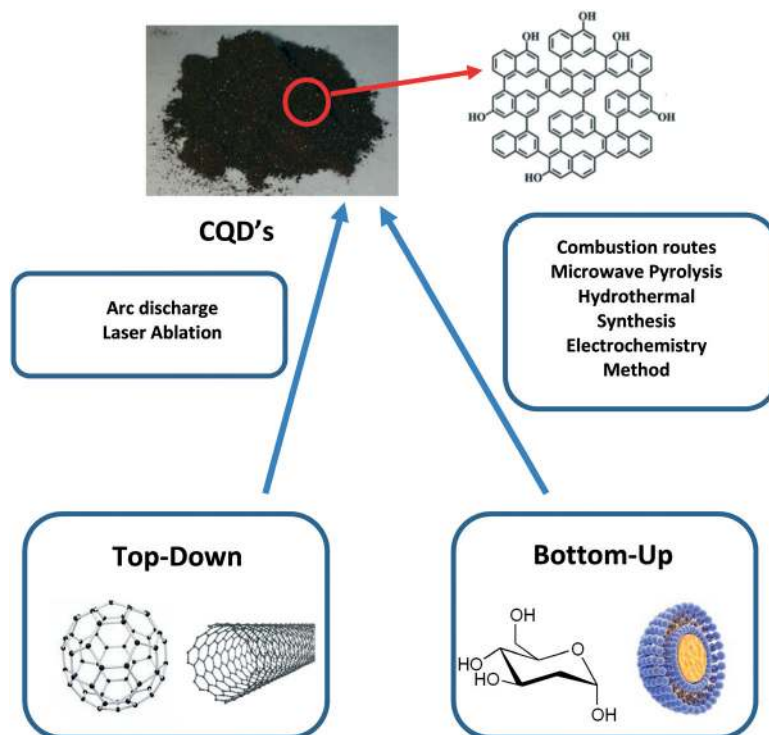 OH
OH
OH
HO
OH
HO
CQD's
Arc discharge
Laser Ablation
Combustion routes
Microwave Pyrolysis
Hydrothermal
Synthesis
Electrochemistry
Method
Top-Down
Bottom-Up
OH
O
HO
HO
OH